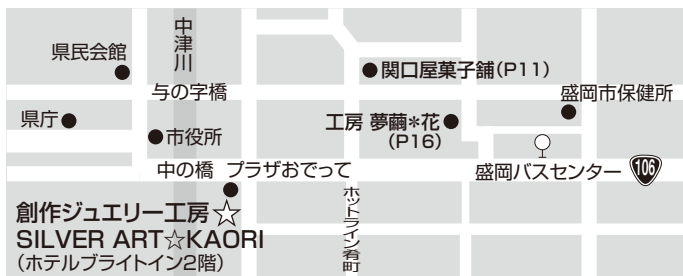 中津川
県民会館
関口屋菓子舗(P11)
与の字橋
盛岡市保健所
県庁
工房 夢繭*花
(P16)
市役所
中の橋
プラザおでって
盛岡バスセンター
106
ホットライン肴町
創作ジュエリー工房☆
SILVER ART☆KAORI
(ホテルブライトイン2階)